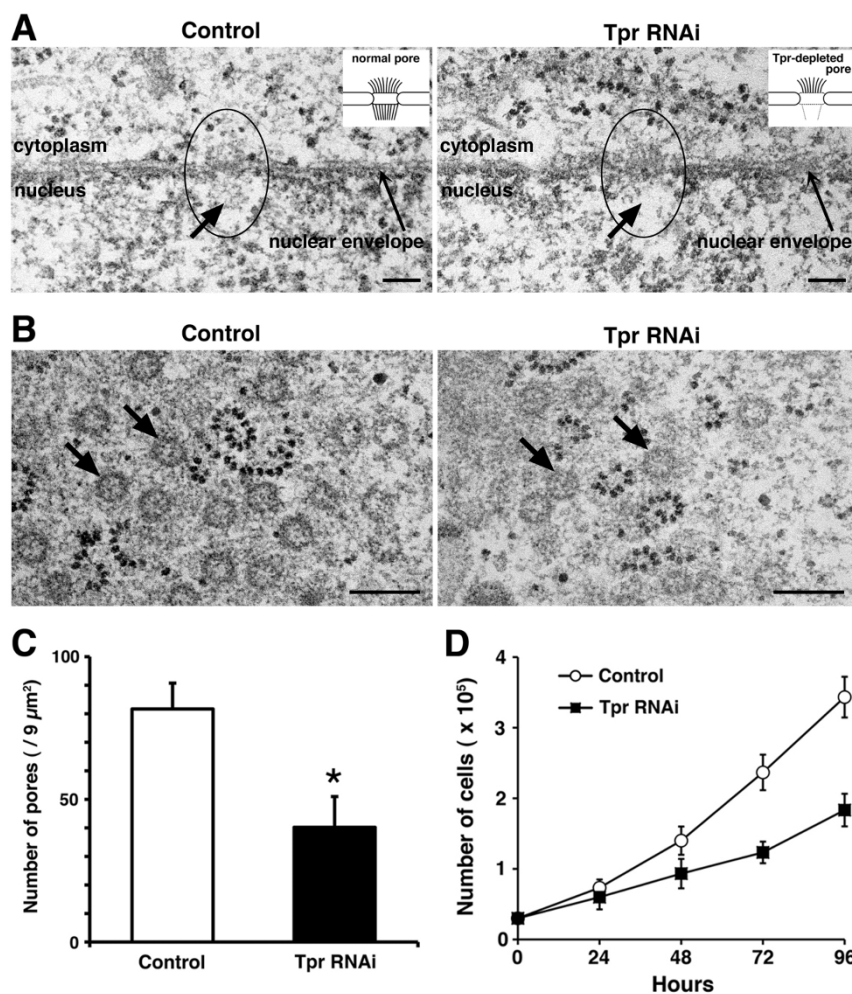 A
Control
Tpr RNAi
normal pore
Tpr-depleted
pore
cytoplasm
nucleus
nuclear envelope
cytoplasm
nucleus
nuclear envelope
B
Control
Tpr RNAi
C
Number of pores ( / 9 µm²)
100
50
0
*
Control
Tpr RNAi
D
Number of cells ( x 10⁵)
4
3
2
1
0
Control
Tpr RNAi
0 24 48 72 96
Hours